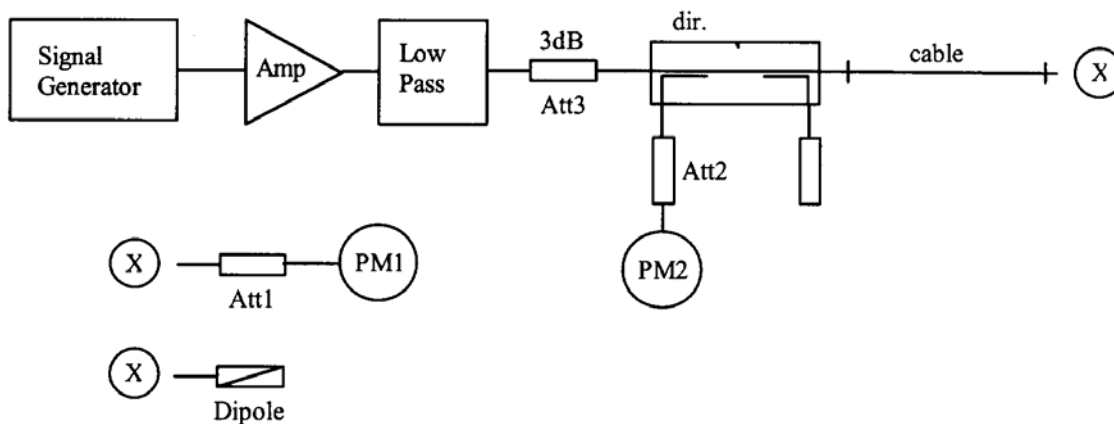 Signal
Generator
Amp
Low
Pass
3dB
Att3
dir.
cable
X
Att2
PM2
X
Att1
PM1
X
Dipole